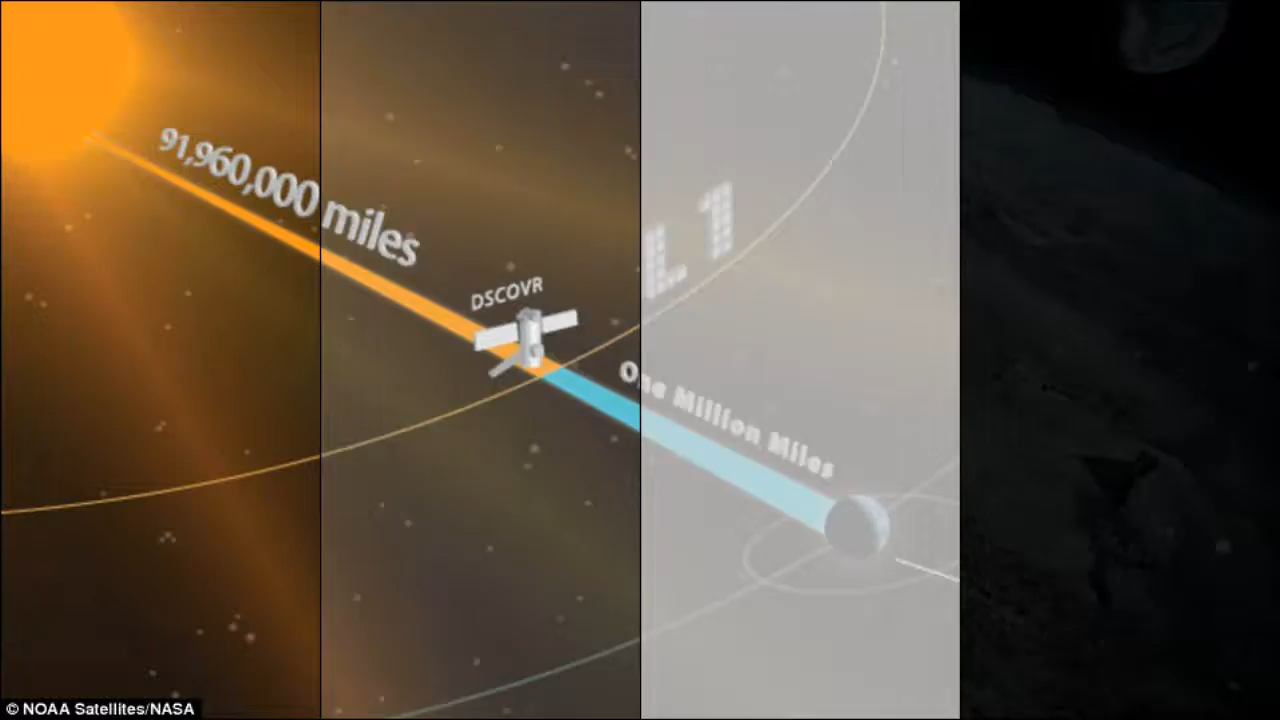 91,960,000 miles
DSCOVR
L1
One Million Miles
© NOAA Satellites/NASA